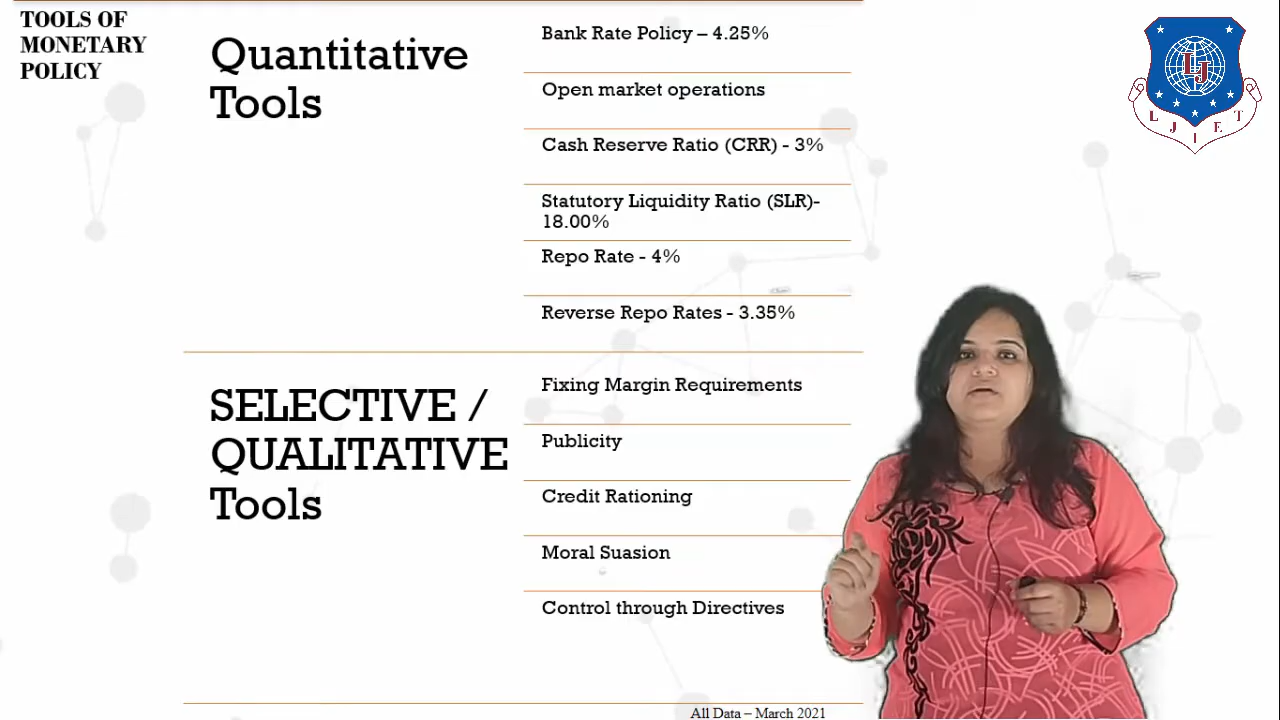 TOOLS OF
MONETARY
POLICY
Quantitative
Tools
Bank Rate Policy – 4.25%
Open market operations
Cash Reserve Ratio (CRR) - 3%
Statutory Liquidity Ratio (SLR)-
18.00%
Repo Rate - 4%
Reverse Repo Rates - 3.35%
SELECTIVE /
QUALITATIVE
Tools
Fixing Margin Requirements
Publicity
Credit Rationing
Moral Suasion
Control through Directives
All Data – March 2021
LJ
LJIET